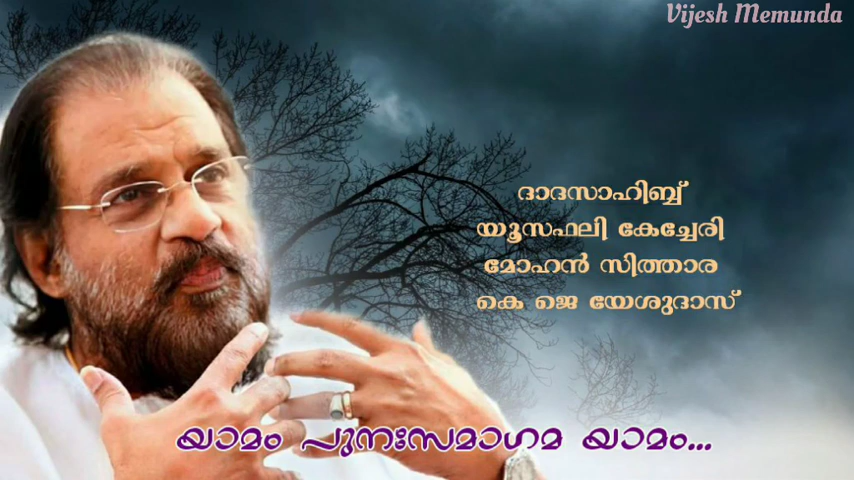 Vijesh Memunda
ദാദസാഹിബ്ബ്
യൂസഫലി കേച്ചേരി
മോഹൻ സിത്താര
കെ ജെ യേശുദാസ്
യാമം പുനഃസമാഗമ യാമം...